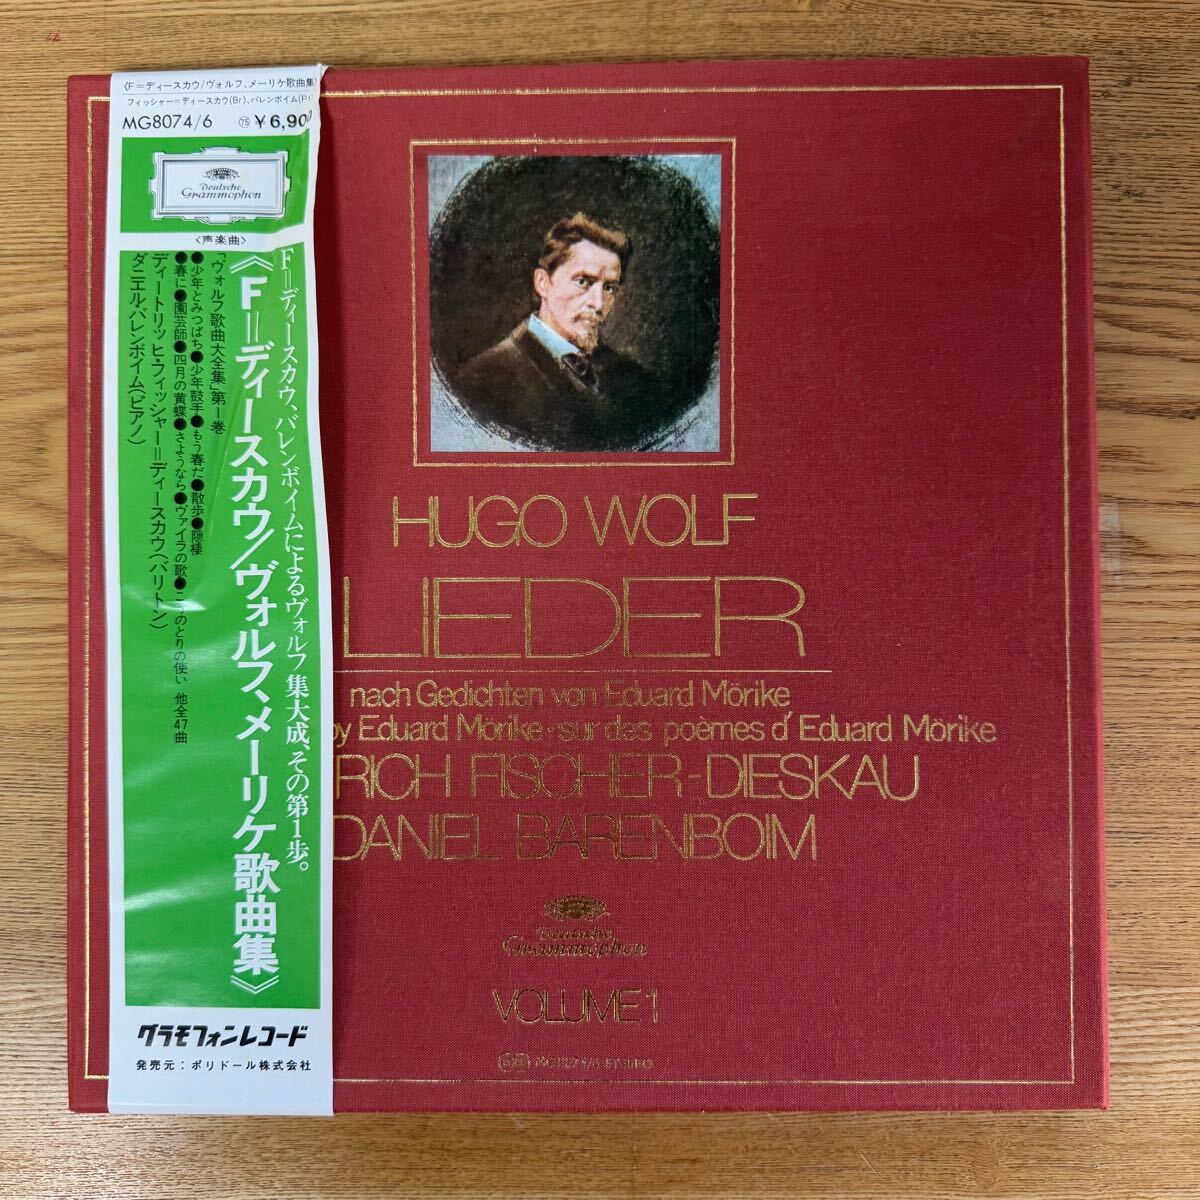 〈F=ディースカウ/ヴォルフ、メーリケ歌曲集
フィッシャー=ディースカウ(Br)、バレンボイム(P)
MG8074/6 ㊆ ¥6,900
Deutsche
Grammophon
〈声楽曲〉
F=ディースカウ、バレンボイムによるヴォルフ集大成、その第1歩。
《F=ディースカウ/ヴォルフ、メーリケ歌曲集》
「ヴォルフ歌曲大全集」第1巻
●少年とみつばち●少年鼓手●もう春だ●散歩●隠棲
●春に●園芸師●四月の黄蝶●さようなら●ヴァイラの歌●こうのとりの使い 他全47曲
ディートリッヒ・フィッシャー=ディースカウ(バリトン)
ダニエル・バレンボイム(ピアノ)
グラモフォンレコード
発売元:ポリドール株式会社
HUGO WOLF
LIEDER
nach Gedichten von Eduard Mörike
by Eduard Mörike · sur des poèmes d'Eduard Mörike
RICH FISCHER-DIESKAU
DANIEL BARENBOIM
Deutsche
Grammophon
VOLUME 1
MG8074/6 STEREO